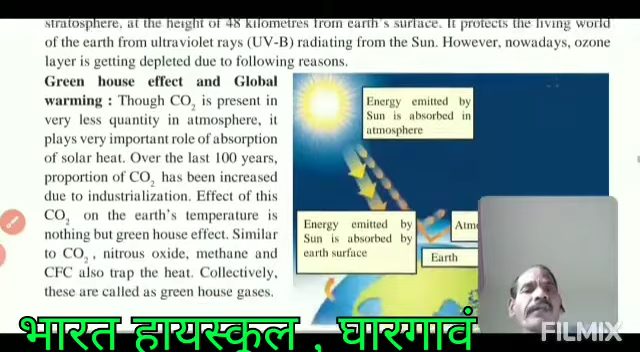 stratosphere, at the height of 48 kilometres from earth's surface. It protects the living world
of the earth from ultraviolet rays (UV-B) radiating from the Sun. However, nowadays, ozone
layer is getting depleted due to following reasons.
Green house effect and Global
warming : Though CO₂ is present in
very less quantity in atmosphere, it
plays very important role of absorption
of solar heat. Over the last 100 years,
proportion of CO₂ has been increased
due to industrialization. Effect of this
CO₂ on the earth's temperature is
nothing but green house effect. Similar
to CO₂, nitrous oxide, methane and
CFC also trap the heat. Collectively,
these are called as green house gases.
Energy emitted by
Sun is absorbed in
atmosphere
Energy emitted by
Sun is absorbed by
earth surface
Atm
Earth
भारत हायस्कूल , घारगावं
FILMIX